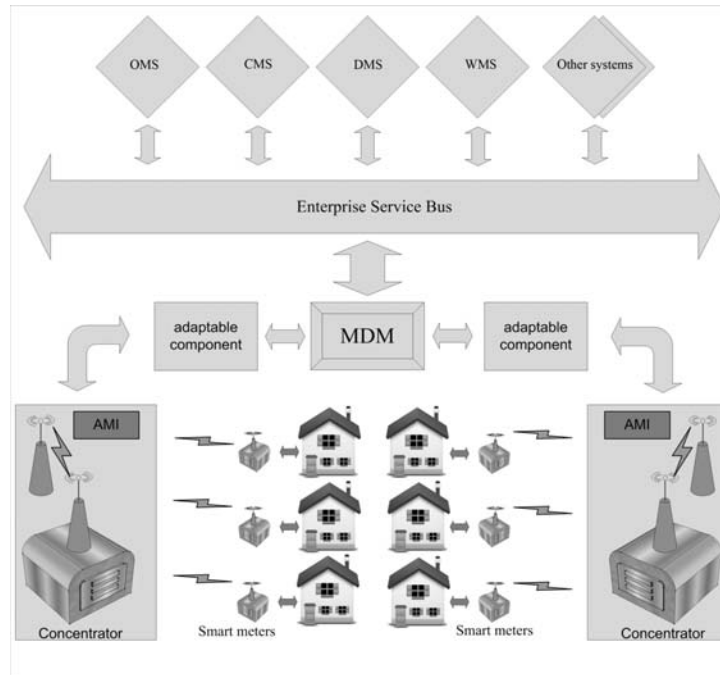 OMS
CMS
DMS
WMS
Other systems
Enterprise Service Bus
adaptable
component
MDM
adaptable
component
AMI
AMI
Concentrator
Smart meters
Smart meters
Concentrator